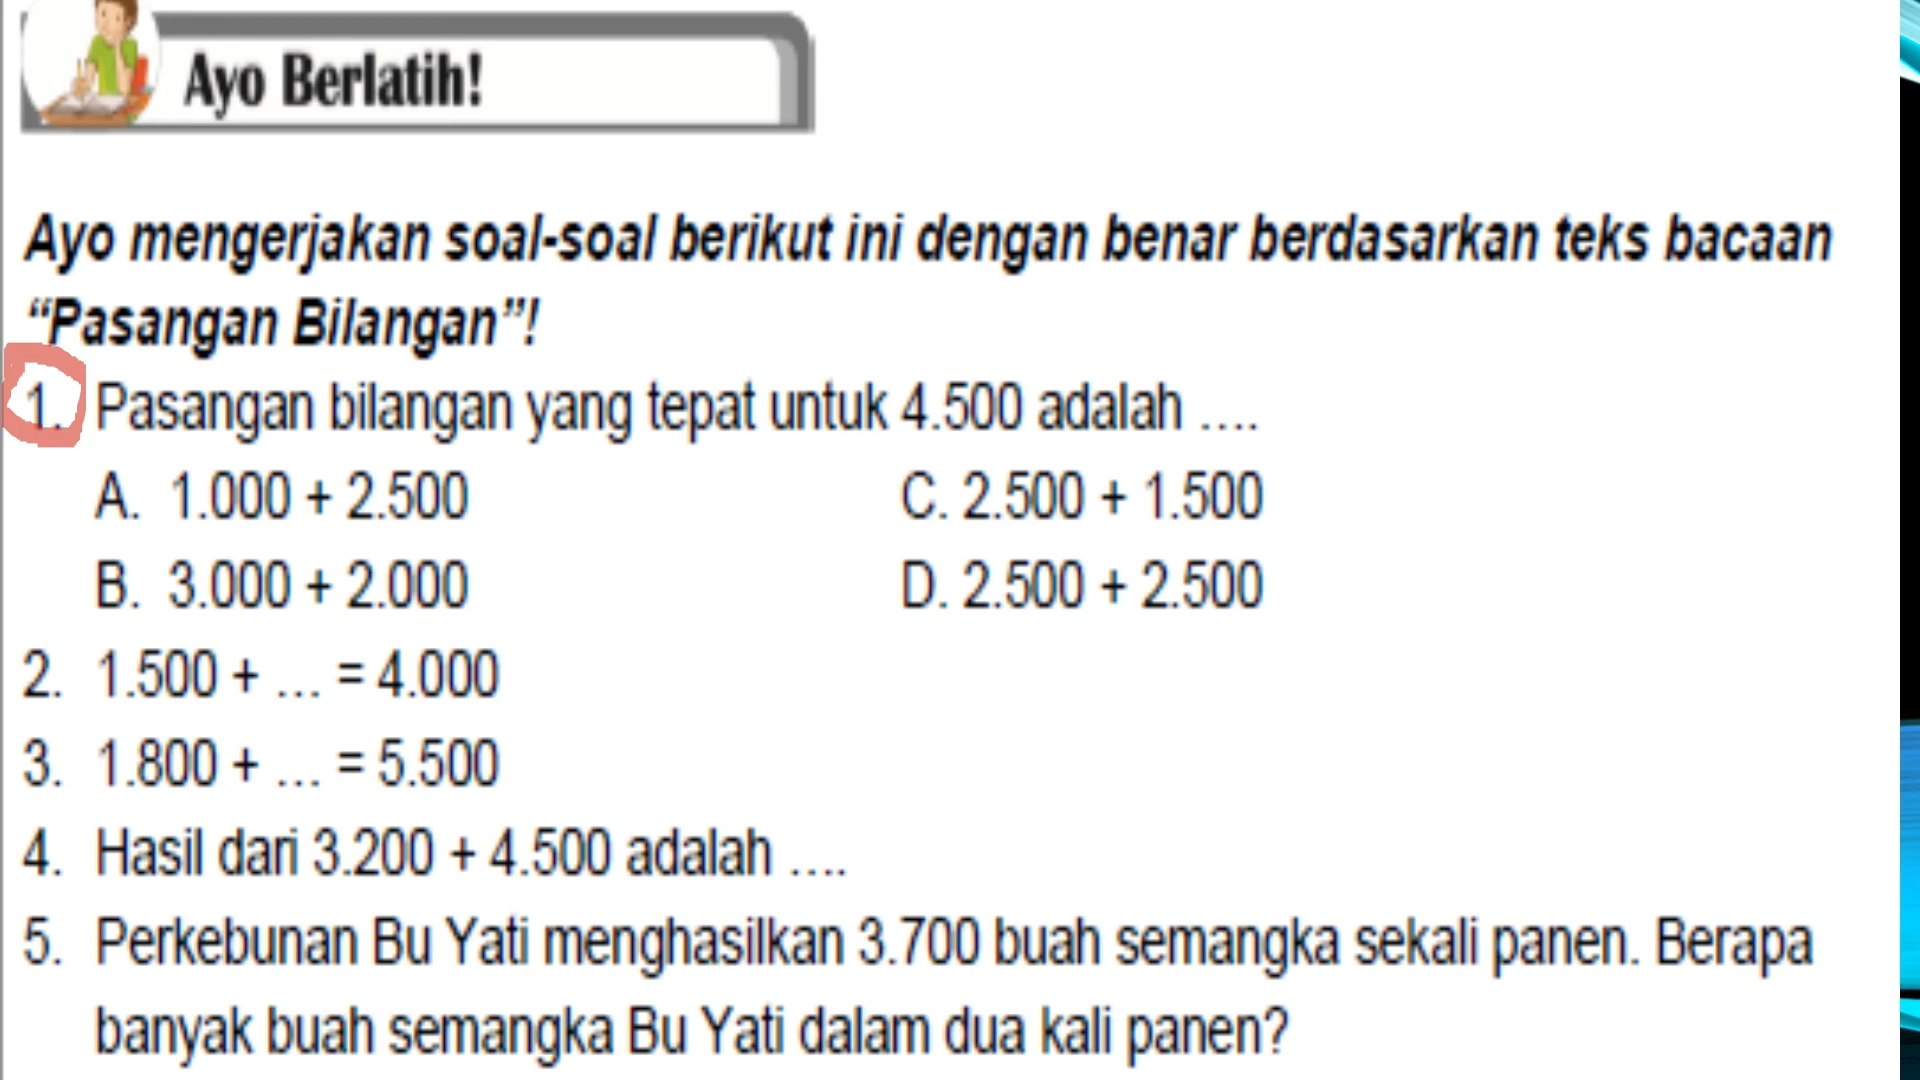 Ayo Berlatih!
Ayo mengerjakan soal-soal berikut ini dengan benar berdasarkan teks bacaan
“Pasangan Bilangan”!
1. Pasangan bilangan yang tepat untuk 4.500 adalah ....
A. 1.000 + 2.500 C. 2.500 + 1.500
B. 3.000 + 2.000 D. 2.500 + 2.500
2. 1.500 + ... = 4.000
3. 1.800 + ... = 5.500
4. Hasil dari 3.200 + 4.500 adalah ....
5. Perkebunan Bu Yati menghasilkan 3.700 buah semangka sekali panen. Berapa
banyak buah semangka Bu Yati dalam dua kali panen?